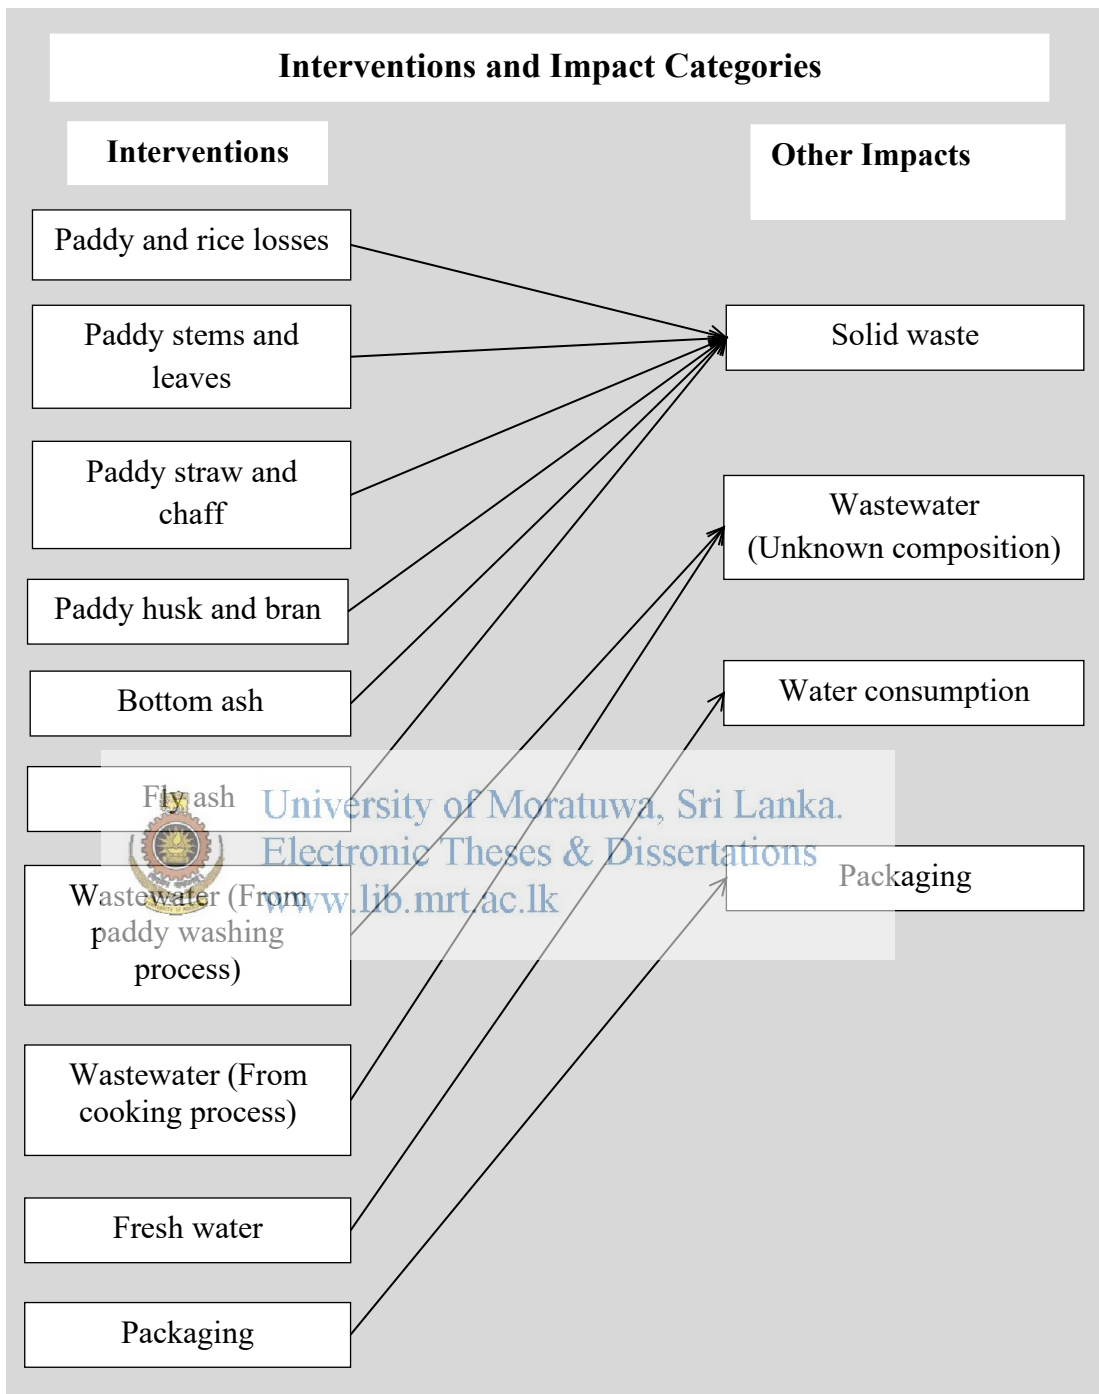 Interventions and Impact Categories
Interventions
Other Impacts
Paddy and rice losses
Paddy stems and
leaves
Paddy straw and
chaff
Paddy husk and bran
Bottom ash
Fly ash
Wastewater (From
paddy washing
process)
Wastewater (From
cooking process)
Fresh water
Packaging
Solid waste
Wastewater
(Unknown composition)
Water consumption
Packaging
University of Moratuwa, Sri Lanka.
Electronic Theses & Dissertations
www.lib.mrt.ac.lk